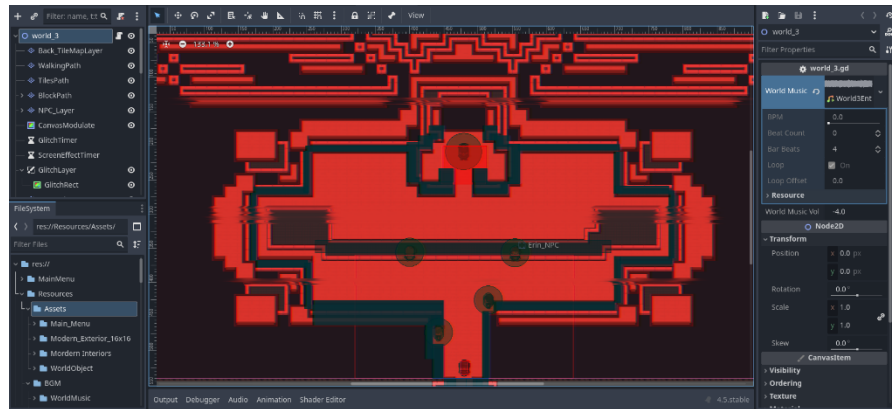 Filter: name, t:t
View
world_3
Back_TileMapLayer
WalkingPath
TilesPath
BlockPath
NPC_Layer
CanvasModulate
GlitchTimer
ScreenEffectTimer
GlitchLayer
GlitchRect
FileSystem
res://Resources/Assets/
Filter Files
res://
MainMenu
Resources
Assets
Main_Menu
Modern_Exterior_16x16
Mordern Interiors
WorldObject
BGM
WorldMusic
133.1 %
Erin_NPC
Output Debugger Audio Animation Shader Editor
4.5.stable
world_3
Filter Properties
world_3.gd
World Music
World3Ent
BPM 0.0
Beat Count 0
Bar Beats 4
Loop On
Loop Offset 0.0
Resource
World Music Vol -4.0
Node2D
Transform
Position x 0.0 px
y 0.0 px
Rotation 0.0 °
Scale x 1.0
y 1.0
Skew 0.0 °
CanvasItem
Visibility
Ordering
Texture